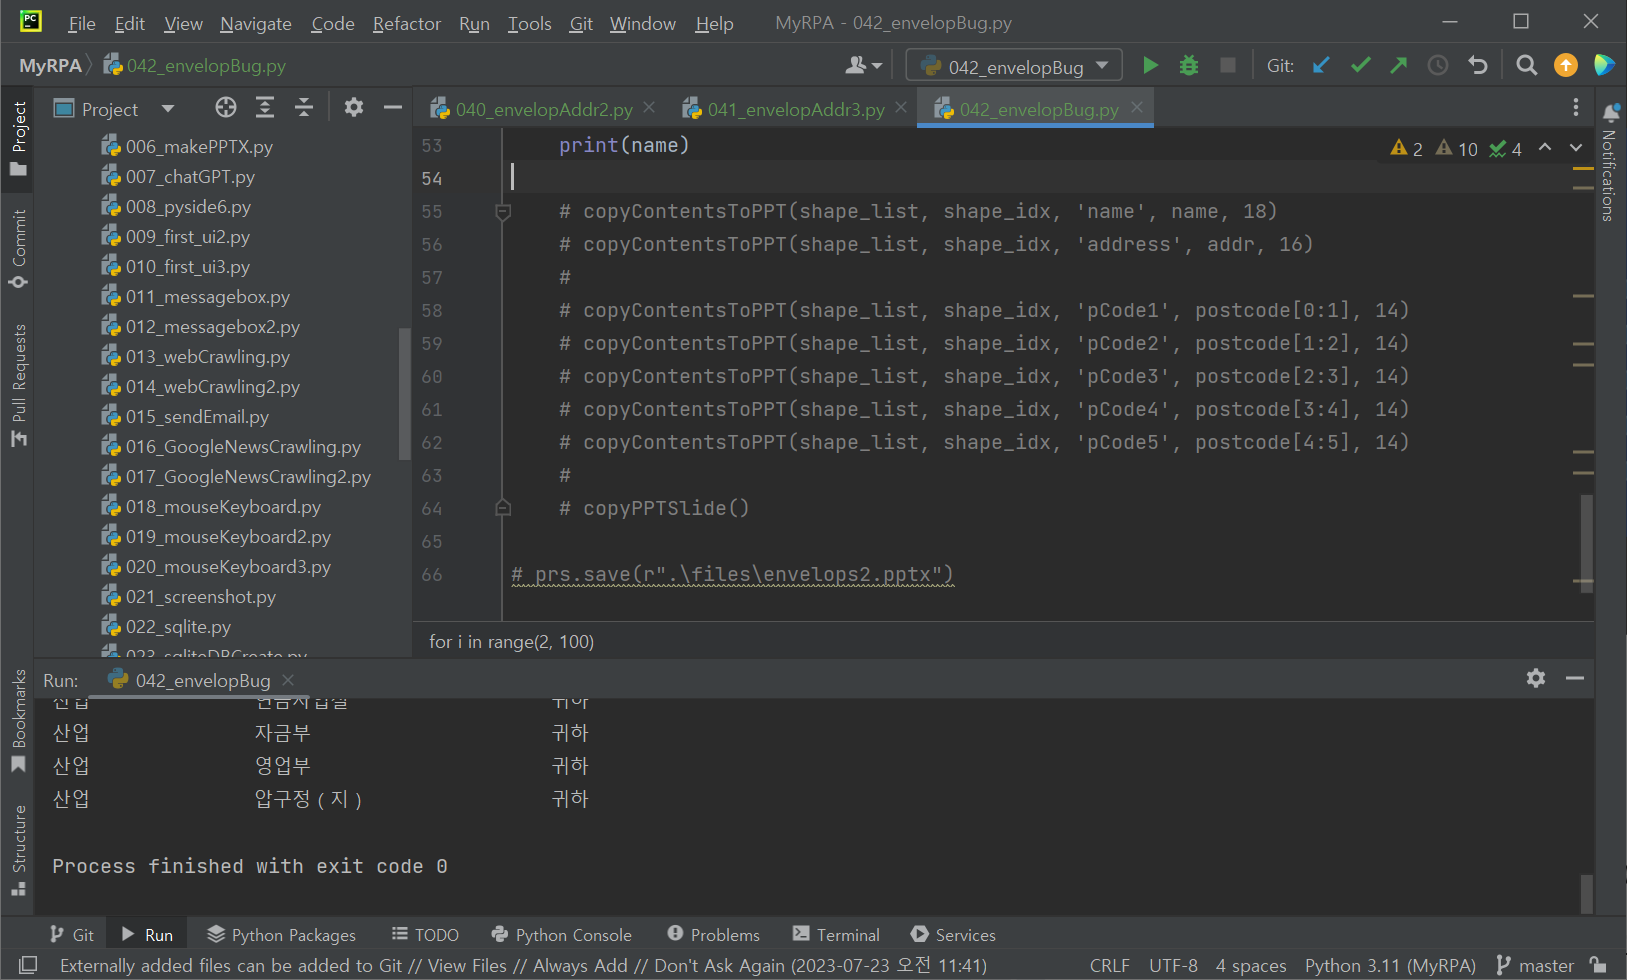 File Edit View Navigate Code Refactor Run Tools Git Window Help MyRPA - 042_envelopBug.py
MyRPA 042_envelopBug.py 042_envelopBug Git:
Project
Project
040_envelopAddr2.py 041_envelopAddr3.py 042_envelopBug.py
Notifications
Commit
Pull Requests
Bookmarks
Structure
006_makePPTX.py
007_chatGPT.py
008_pyside6.py
009_first_ui2.py
010_first_ui3.py
011_messagebox.py
012_messagebox2.py
013_webCrawling.py
014_webCrawling2.py
015_sendEmail.py
016_GoogleNewsCrawling.py
017_GoogleNewsCrawling2.py
018_mouseKeyboard.py
019_mouseKeyboard2.py
020_mouseKeyboard3.py
021_screenshot.py
022_sqlite.py
023_sqliteDBCreate.py
2 10 4
53 print(name)
54
55 # copyContentsToPPT(shape_list, shape_idx, 'name', name, 18)
56 # copyContentsToPPT(shape_list, shape_idx, 'address', addr, 16)
57 #
58 # copyContentsToPPT(shape_list, shape_idx, 'pCode1', postcode[0:1], 14)
59 # copyContentsToPPT(shape_list, shape_idx, 'pCode2', postcode[1:2], 14)
60 # copyContentsToPPT(shape_list, shape_idx, 'pCode3', postcode[2:3], 14)
61 # copyContentsToPPT(shape_list, shape_idx, 'pCode4', postcode[3:4], 14)
62 # copyContentsToPPT(shape_list, shape_idx, 'pCode5', postcode[4:5], 14)
63 #
64 # copyPPTSlide()
65
66 # prs.save(r".\files\envelops2.pptx")
for i in range(2, 100)
Run: 042_envelopBug
산업 귀하
산업 자금부 귀하
산업 영업부 귀하
산업 압구정(지) 귀하
Process finished with exit code 0
Git Run Python Packages TODO Python Console Problems Terminal Services
Externally added files can be added to Git // View Files // Always Add // Don't Ask Again (2023-07-23 오전 11:41) CRLF UTF-8 4 spaces Python 3.11 (MyRPA) master